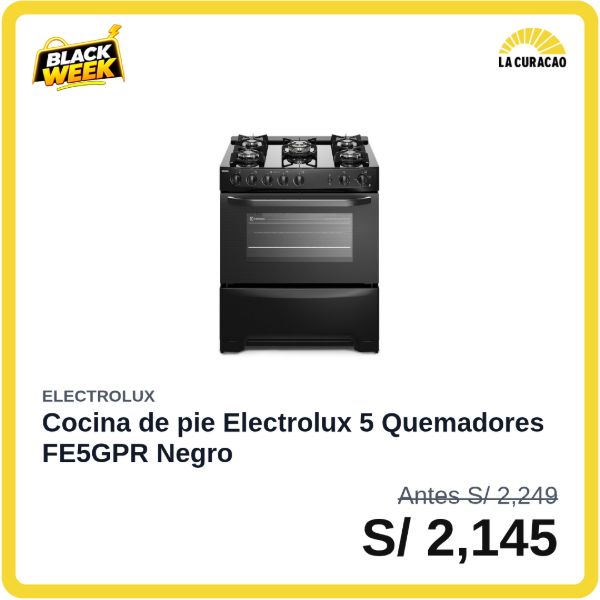 BLACK
WEEK
LA CURACAO
ELECTROLUX
Cocina de pie Electrolux 5 Quemadores
FE5GPR Negro
Antes S/ 2,249
S/ 2,145